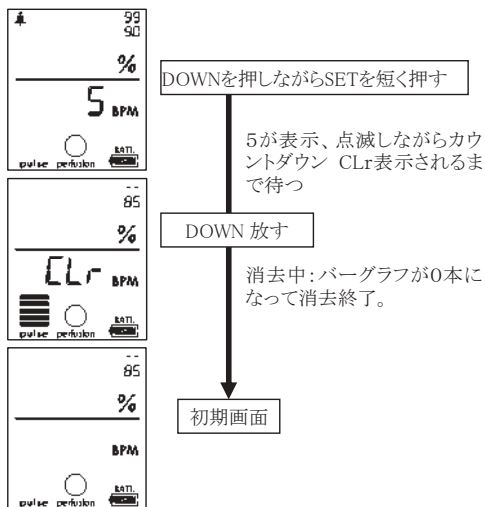 99
90
%
5 BPM
BATT.
pulse perfusion
DOWNを押しながらSETを短く押す
5が表示、点滅しながらカウ
ントダウン CLr表示されるま
で待つ
--
85
%
CLr BPM
BATT.
pulse perfusion
DOWN 放す
消去中:バーグラフが0本に
なって消去終了。
--
85
%
BPM
BATT.
pulse perfusion
初期画面